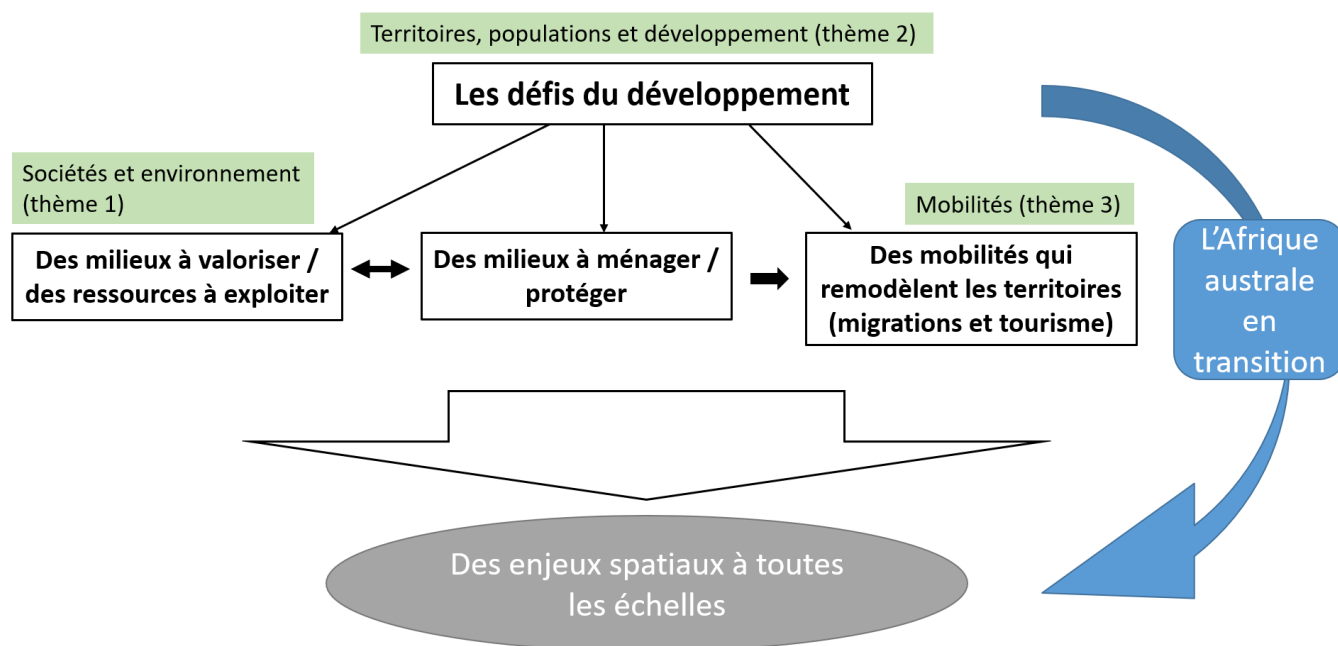 Territoires, populations et développement (thème 2)
Les défis du développement
Sociétés et environnement
(thème 1)
Mobilités (thème 3)
Des milieux à valoriser /
des ressources à exploiter
Des milieux à ménager /
protéger
Des mobilités qui
remodèlent les territoires
(migrations et tourisme)
L'Afrique
australe
en
transition
Des enjeux spatiaux à toutes
les échelles